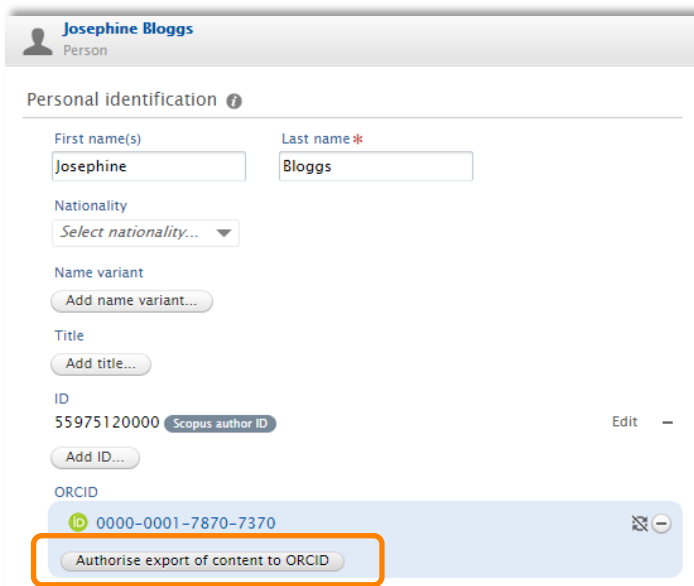 Josephine Bloggs
Person
Personal identification i
First name(s) Last name *
Josephine Bloggs
Nationality
Select nationality...
Name variant
Add name variant...
Title
Add title...
ID
55975120000 Scopus author ID Edit –
Add ID...
ORCID
iD 0000-0001-7870-7370
Authorise export of content to ORCID